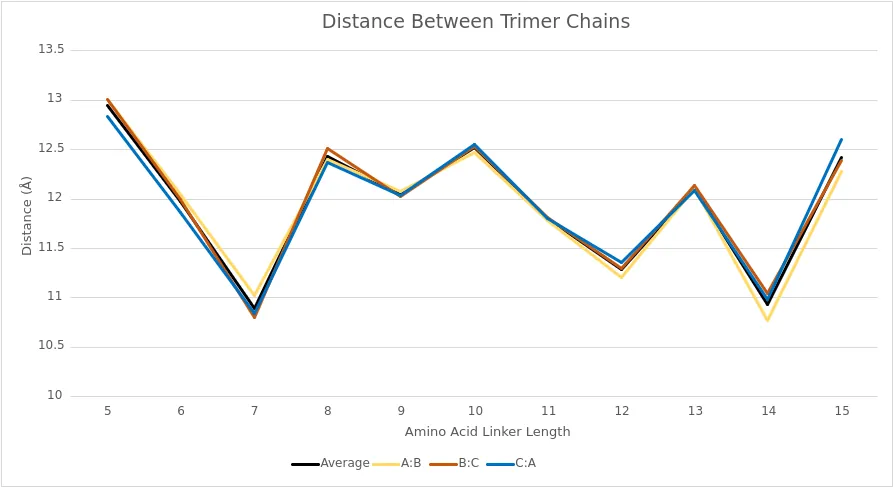 Distance Between Trimer Chains
13.5
13
12.5
12
11.5
11
10.5
10
Distance (Å)
5 6 7 8 9 10 11 12 13 14 15
Amino Acid Linker Length
Average A:B B:C C:A